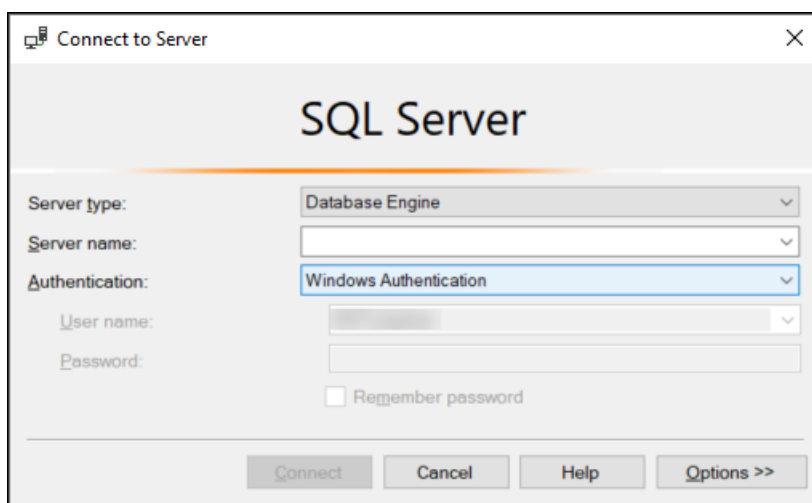 Connect to Server
SQL Server
Server type: Database Engine
Server name:
Authentication: Windows Authentication
User name:
Password:
Remember password
Connect Cancel Help Options >>